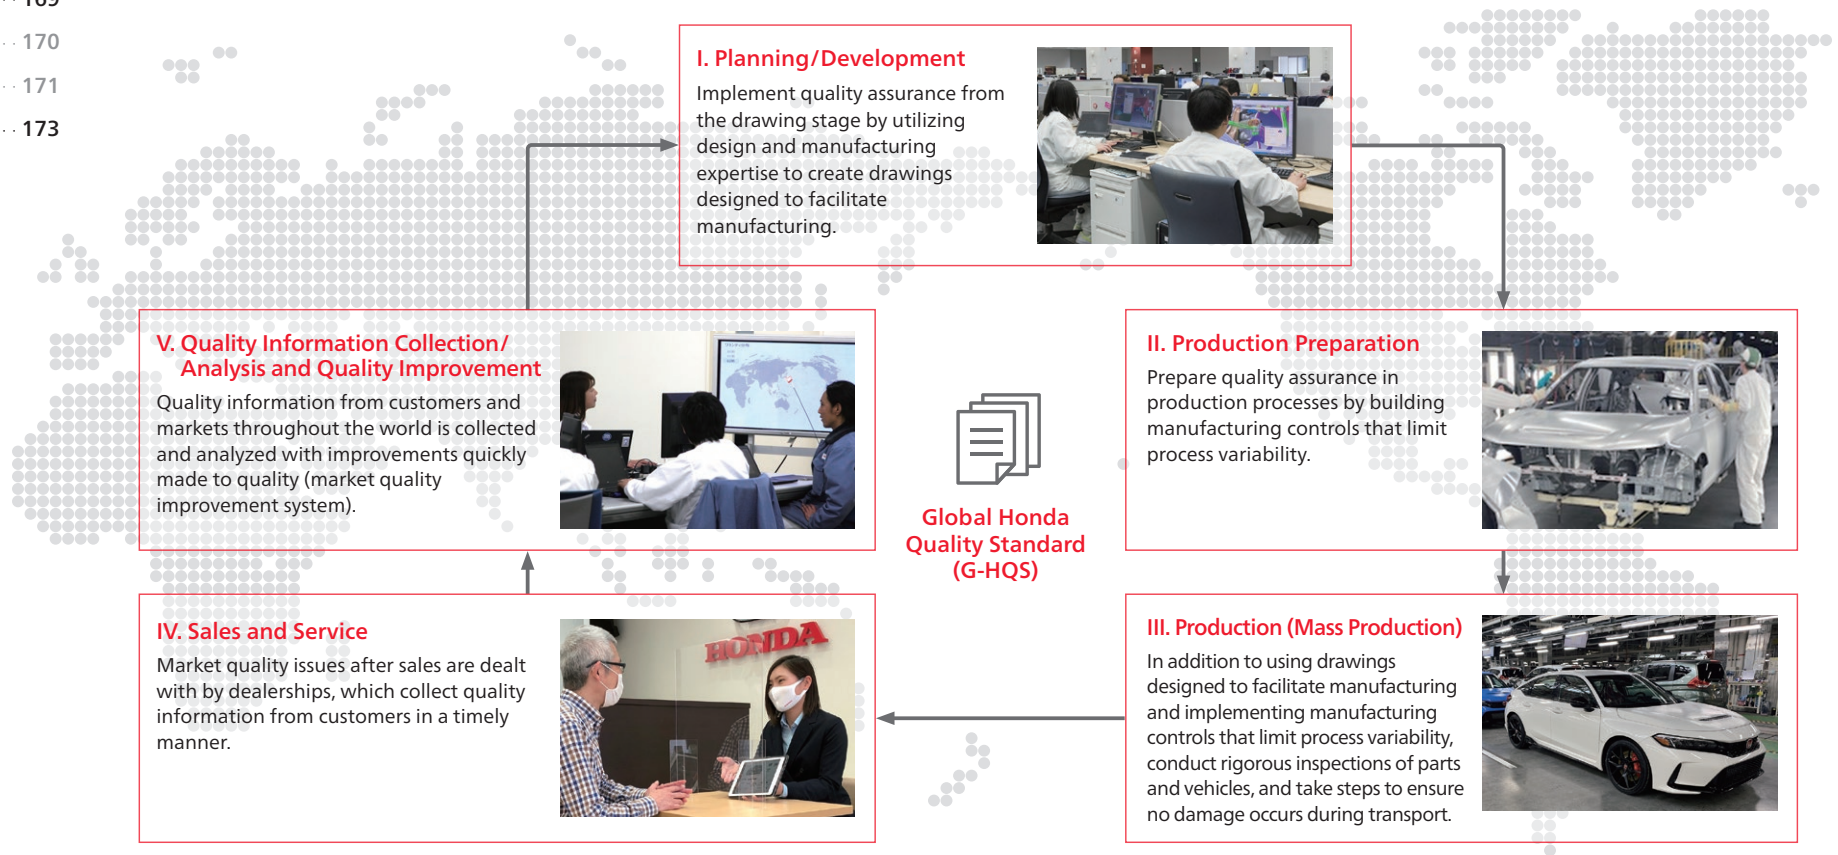 169
170
171
173
I. Planning/Development
Implement quality assurance from
the drawing stage by utilizing
design and manufacturing
expertise to create drawings
designed to facilitate
manufacturing.
II. Production Preparation
Prepare quality assurance in
production processes by building
manufacturing controls that limit
process variability.
III. Production (Mass Production)
In addition to using drawings
designed to facilitate manufacturing
and implementing manufacturing
controls that limit process variability,
conduct rigorous inspections of parts
and vehicles, and take steps to ensure
no damage occurs during transport.
IV. Sales and Service
Market quality issues after sales are dealt
with by dealerships, which collect quality
information from customers in a timely
manner.
HONDA
V. Quality Information Collection/
Analysis and Quality Improvement
Quality information from customers and
markets throughout the world is collected
and analyzed with improvements quickly
made to quality (market quality
improvement system).
Global Honda
Quality Standard
(G-HQS)